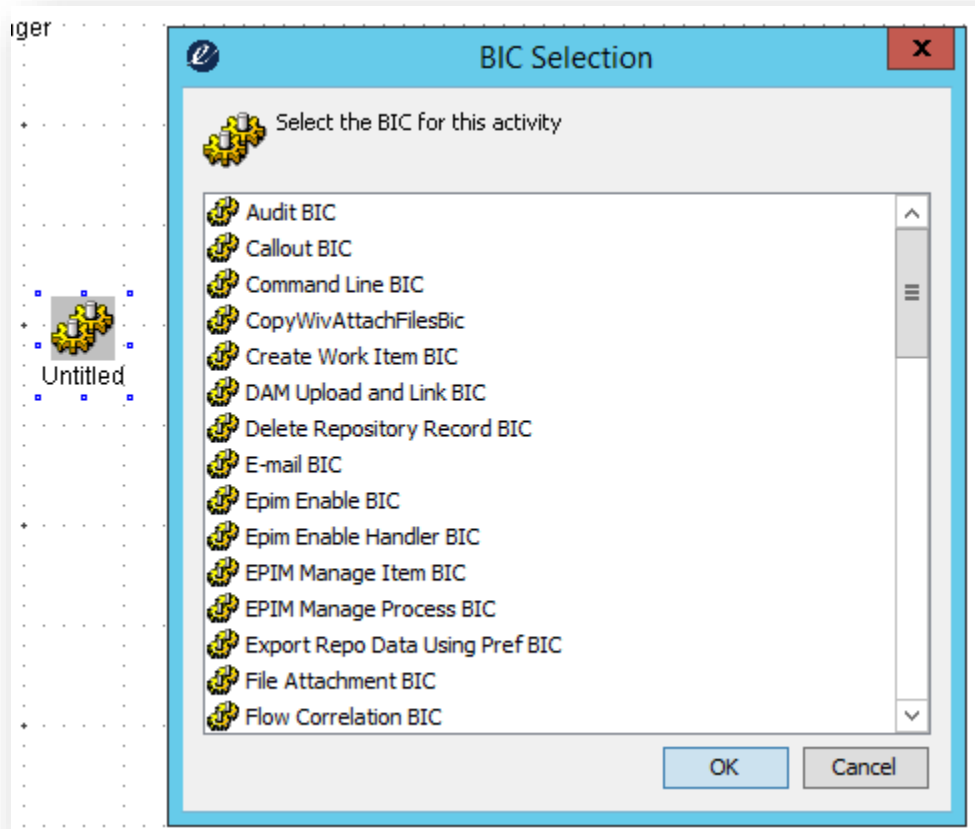 BIC Selection
Select the BIC for this activity
Audit BIC
Callout BIC
Command Line BIC
CopyWivAttachFilesBic
Create Work Item BIC
DAM Upload and Link BIC
Delete Repository Record BIC
E-mail BIC
Epim Enable BIC
Epim Enable Handler BIC
EPIM Manage Item BIC
EPIM Manage Process BIC
Export Repo Data Using Pref BIC
File Attachment BIC
Flow Correlation BIC
Untitled
OK
Cancel